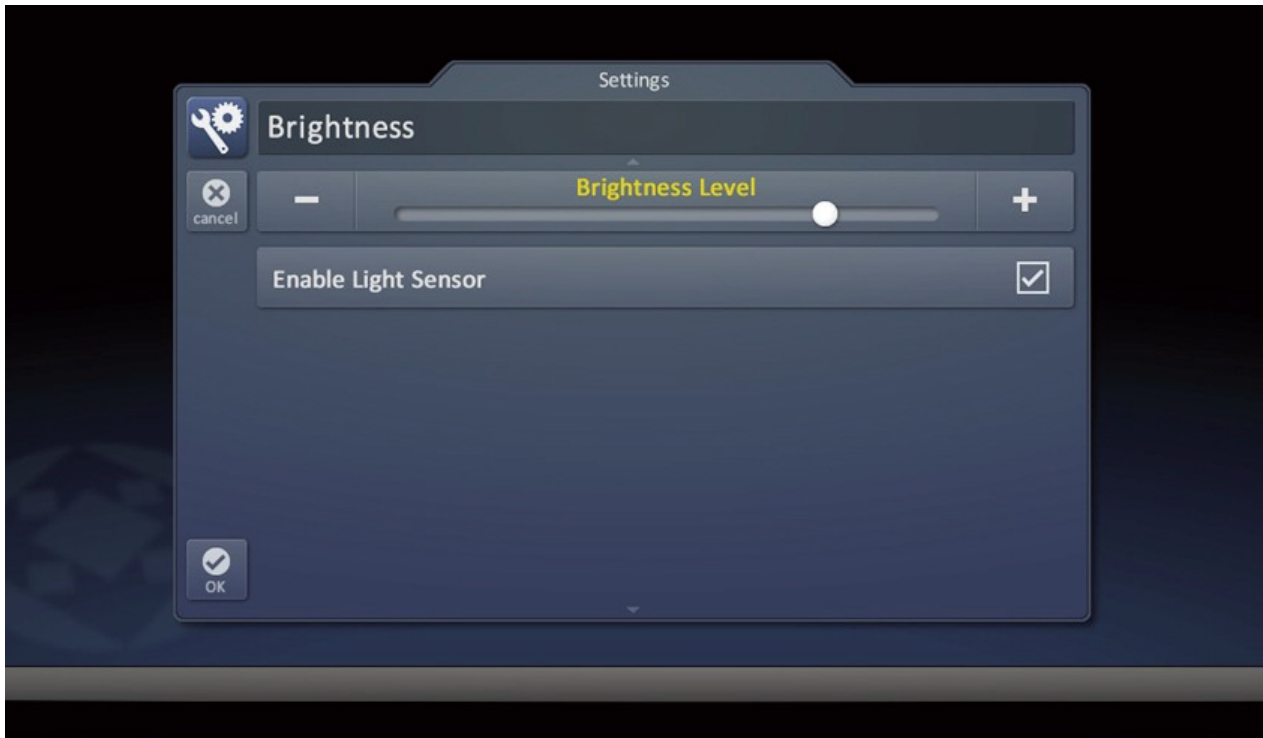 Settings
Brightness
cancel
−
Brightness Level
+
Enable Light Sensor
OK